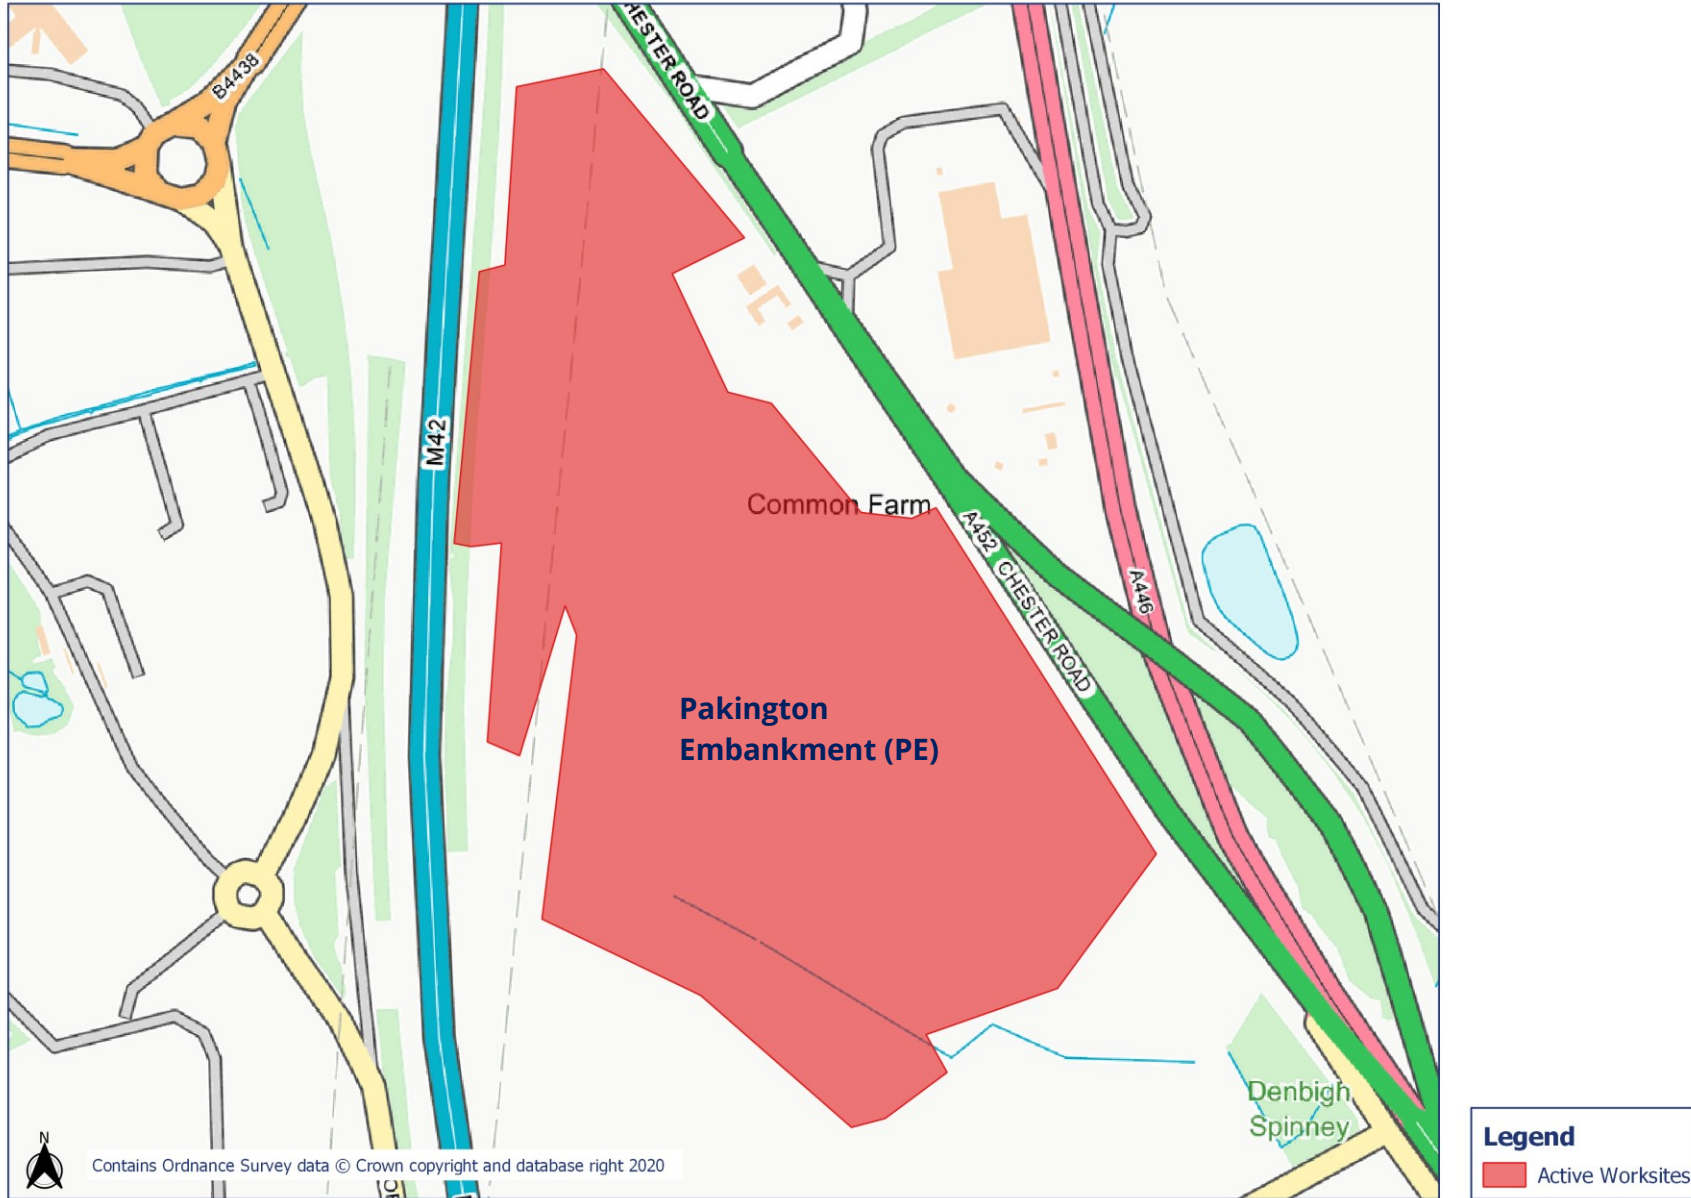 B4438
CHESTER ROAD
M42
Common Farm
A452 CHESTER ROAD
A446
Pakington
Embankment (PE)
Denbigh
Spinney
N
Contains Ordnance Survey data © Crown copyright and database right 2020
Legend
Active Worksites